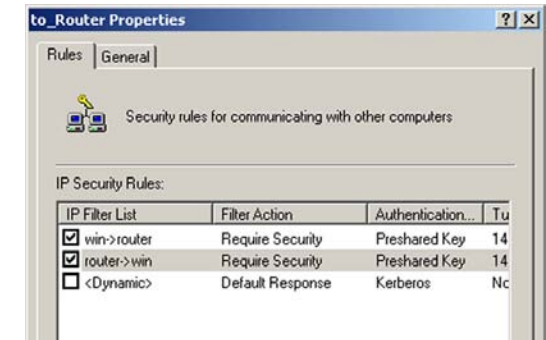 to_Router Properties
Rules General
Security rules for communicating with other computers
IP Security Rules:
IP Filter List Filter Action Authentication... Tu
win->router Require Security Preshared Key 14
router->win Require Security Preshared Key 14
<Dynamic> Default Response Kerberos Nc